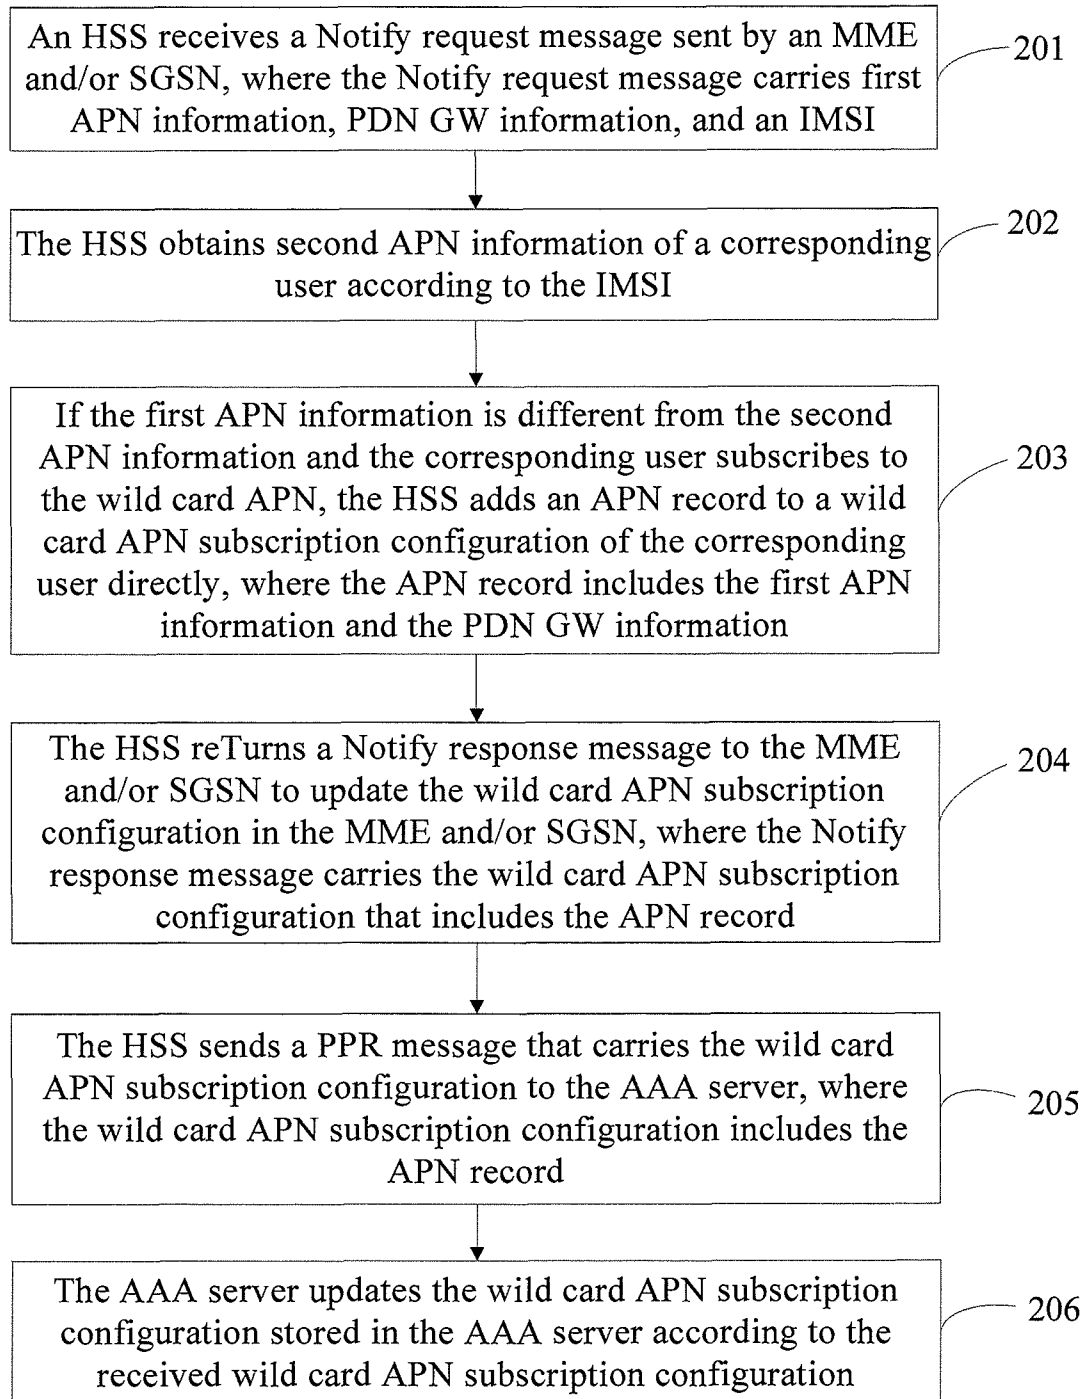 An HSS receives a Notify request message sent by an MME
and/or SGSN, where the Notify request message carries first
APN information, PDN GW information, and an IMSI
201
The HSS obtains second APN information of a corresponding
user according to the IMSI
202
If the first APN information is different from the second
APN information and the corresponding user subscribes to
the wild card APN, the HSS adds an APN record to a wild
card APN subscription configuration of the corresponding
user directly, where the APN record includes the first APN
information and the PDN GW information
203
The HSS reTurns a Notify response message to the MME
and/or SGSN to update the wild card APN subscription
configuration in the MME and/or SGSN, where the Notify
response message carries the wild card APN subscription
configuration that includes the APN record
204
The HSS sends a PPR message that carries the wild card
APN subscription configuration to the AAA server, where
the wild card APN subscription configuration includes the
APN record
205
The AAA server updates the wild card APN subscription
configuration stored in the AAA server according to the
received wild card APN subscription configuration
206